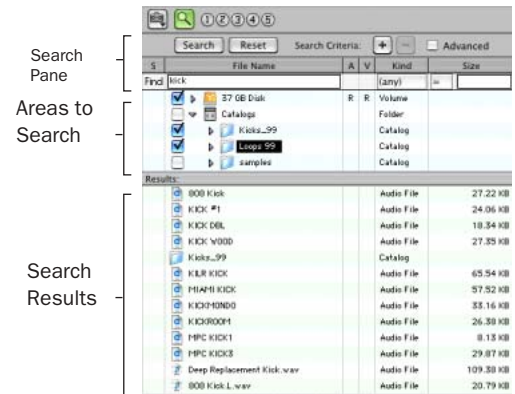 ① ② ③ ④ ⑤
Search Reset Search Criteria: + − Advanced
Search Pane
S File Name A V Kind Size
Find kick (any) =
Areas to Search
37 GB Disk R R Volume
Catalogs Folder
Kicks_99 Catalog
Loops 99 Catalog
samples Catalog
Results:
Search Results
808 Kick Audio File 27.22 KB
KICK #1 Audio File 24.06 KB
KICK DBL Audio File 18.34 KB
KICK WOOD Audio File 27.35 KB
Kicks_99 Catalog
KILR KICK Audio File 65.54 KB
MIAMI KICK Audio File 57.52 KB
KICKMONDO Audio File 33.16 KB
KICKROOM Audio File 26.38 KB
MPC KICK1 Audio File 8.13 KB
MPC KICK3 Audio File 29.87 KB
Deep Replacement Kick.wav Audio File 109.38 KB
808 Kick L.wav Audio File 20.79 KB